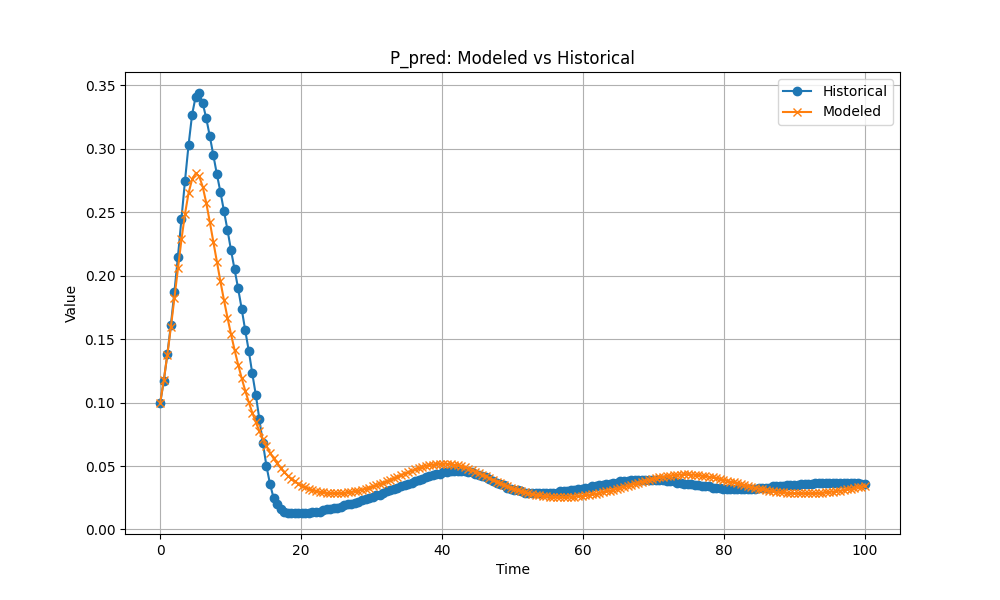 P_pred: Modeled vs Historical
Historical
Modeled
Value
0.35
0.30
0.25
0.20
0.15
0.10
0.05
0.00
0 20 40 60 80 100
Time